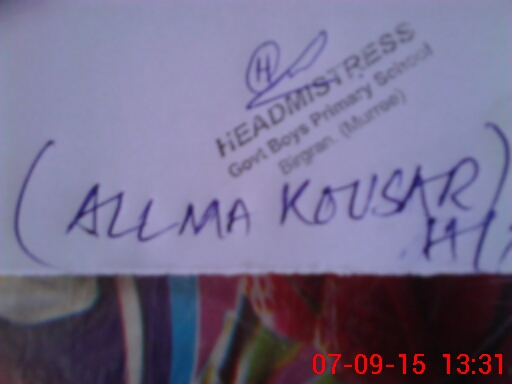 H
HEADMISTRESS
Govt Boys Primary School
Birgran. (Murree)
(ALLMA KOUSAR)
07-09-15 13:31